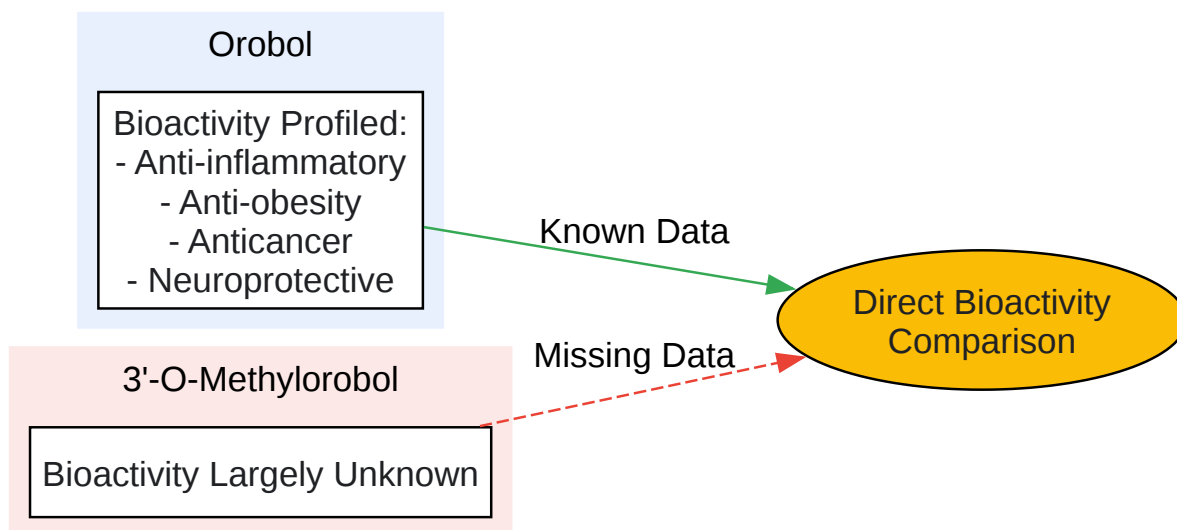 Orobol
Bioactivity Profiled:
- Anti-inflammatory
- Anti-obesity
- Anticancer
- Neuroprotective
Known Data
Direct Bioactivity
Comparison
Missing Data
3'-O-Methylorobol
Bioactivity Largely Unknown